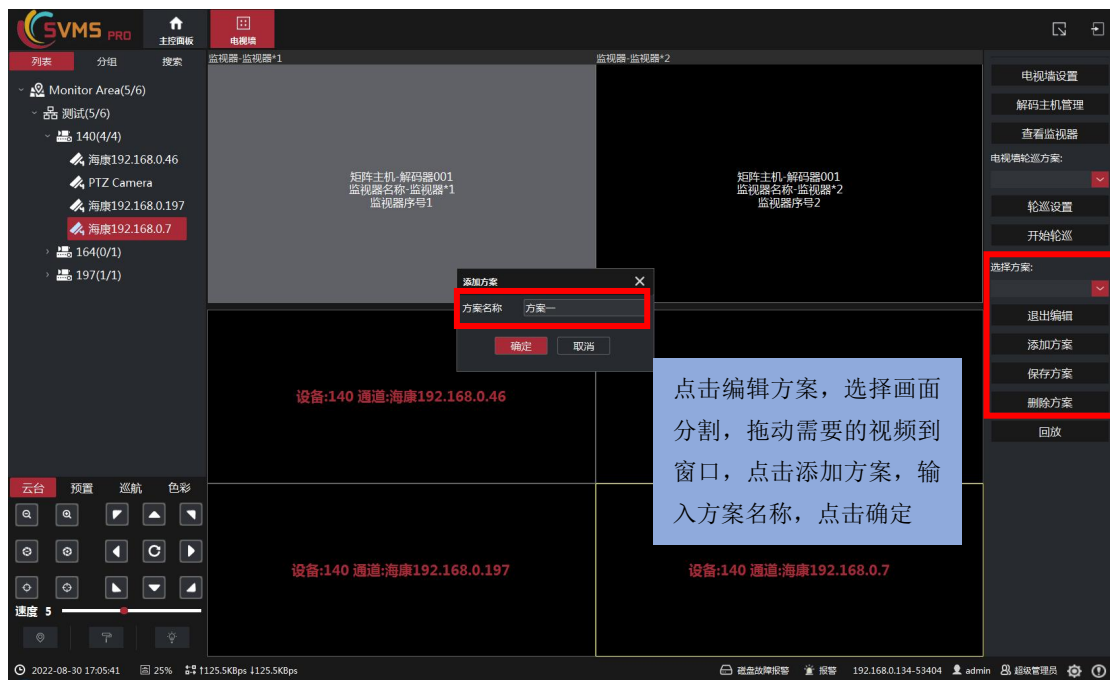 SVMS PRO
主控面板
电视墙
列表 分组 搜索
Monitor Area(5/6)
测试(5/6)
140(4/4)
海康192.168.0.46
PTZ Camera
海康192.168.0.197
海康192.168.0.7
164(0/1)
197(1/1)
云台 预置 巡航 色彩
速度 5
监视器-监视器*1
矩阵主机-解码器001
监视器名称-监视器*1
监视器序号1
监视器-监视器*2
矩阵主机-解码器001
监视器名称-监视器*2
监视器序号2
添加方案
方案名称 方案一
确定 取消
设备:140 通道:海康192.168.0.46
点击编辑方案，选择画面
分割，拖动需要的视频到
窗口，点击添加方案，输
入方案名称，点击确定
设备:140 通道:海康192.168.0.197
设备:140 通道:海康192.168.0.7
电视墙设置
解码主机管理
查看监视器
电视墙轮巡方案:
轮巡设置
开始轮巡
选择方案:
退出编辑
添加方案
保存方案
删除方案
回放
2022-08-30 17:05:41 25% ↑125.5KBps ↓125.5KBps
磁盘故障报警 报警 192.168.0.134-53404 admin 超级管理员